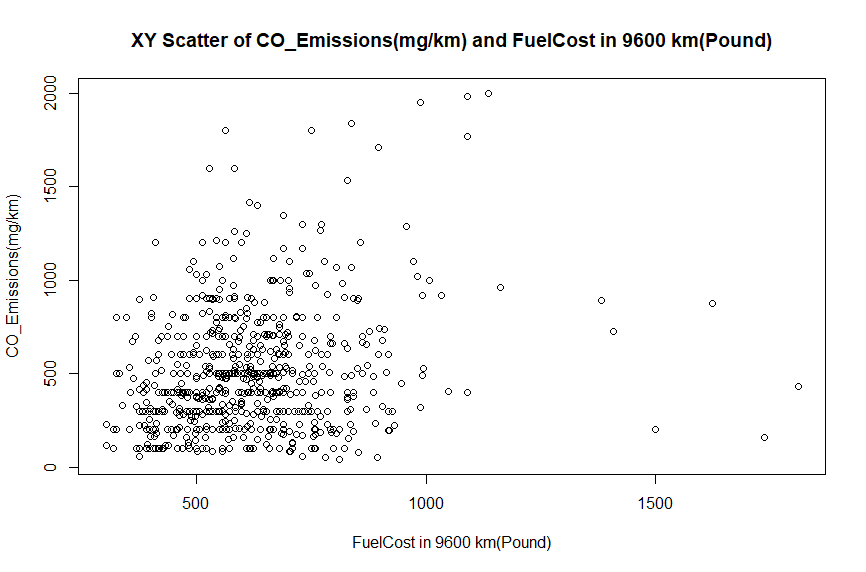 XY Scatter of CO_Emissions(mg/km) and FuelCost in 9600 km(Pound)
CO_Emissions(mg/km)
2000
1500
1000
500
0
500
1000
1500
FuelCost in 9600 km(Pound)